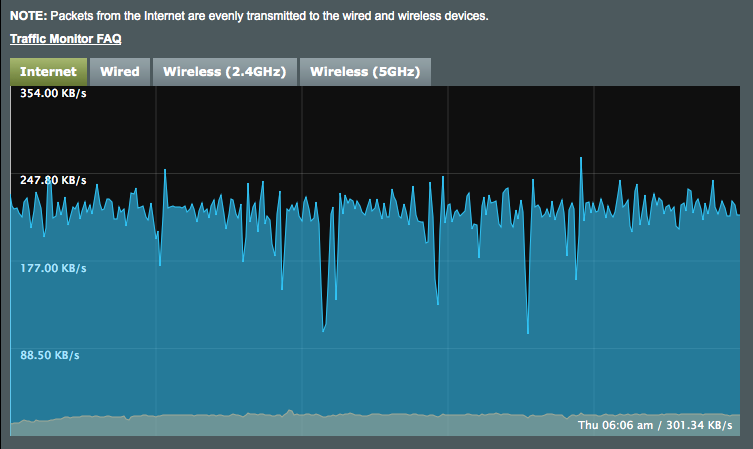 NOTE: Packets from the Internet are evenly transmitted to the wired and wireless devices.
Traffic Monitor FAQ
Internet Wired Wireless (2.4GHz) Wireless (5GHz)
354.00 KB/s
247.80 KB/s
177.00 KB/s
88.50 KB/s
Thu 06:06 am / 301.34 KB/s